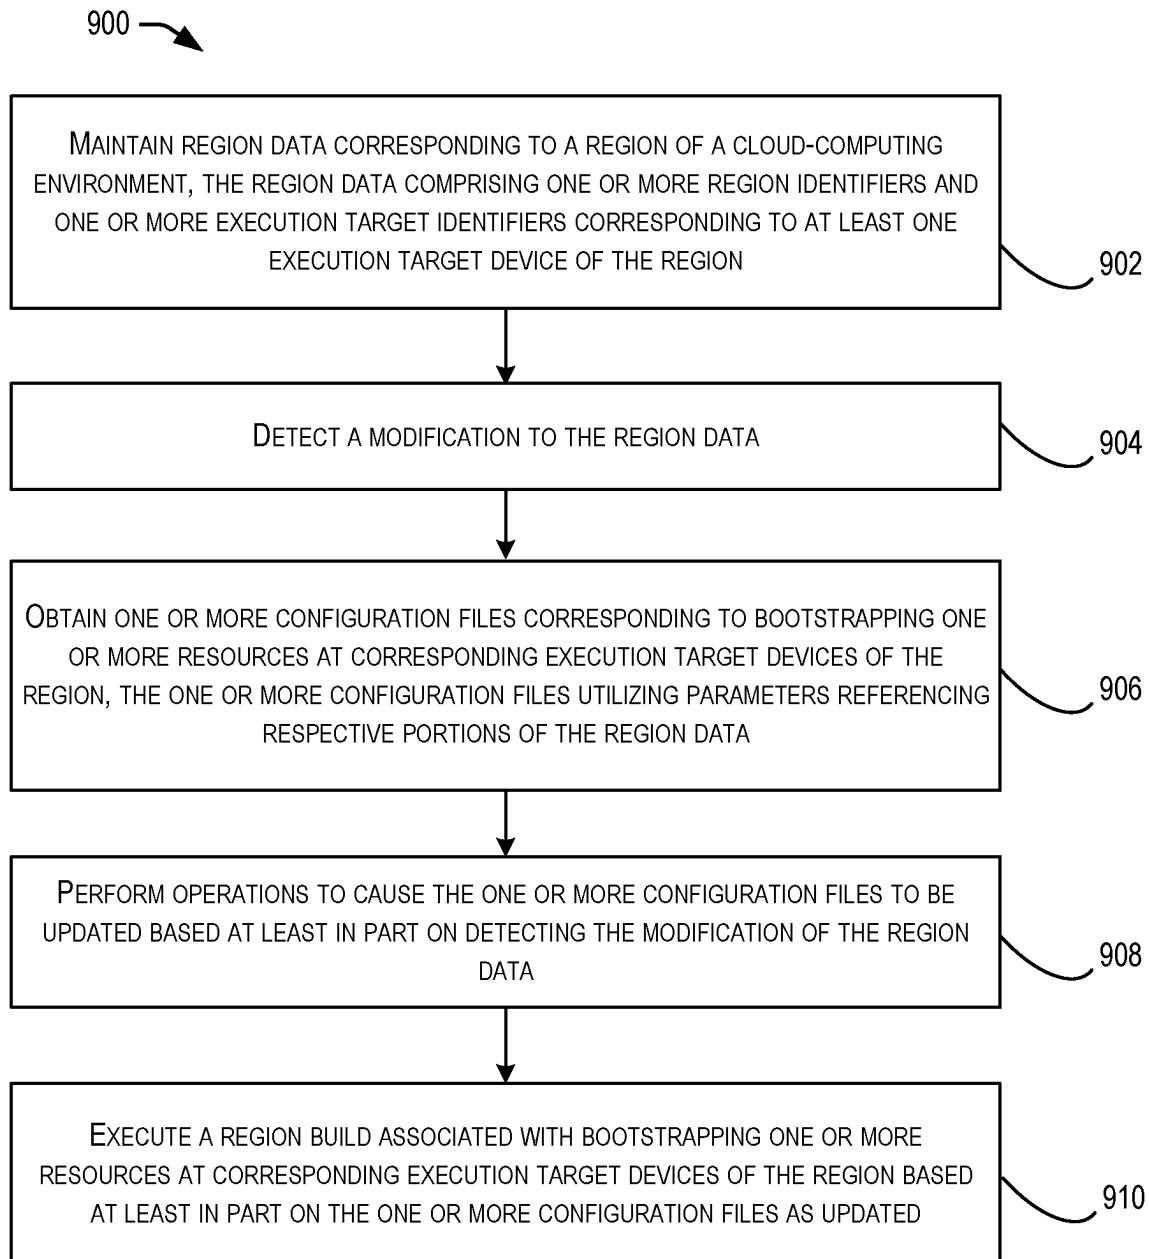 900
MAINTAIN REGION DATA CORRESPONDING TO A REGION OF A CLOUD-COMPUTING
ENVIRONMENT, THE REGION DATA COMPRISING ONE OR MORE REGION IDENTIFIERS AND
ONE OR MORE EXECUTION TARGET IDENTIFIERS CORRESPONDING TO AT LEAST ONE
EXECUTION TARGET DEVICE OF THE REGION
902
DETECT A MODIFICATION TO THE REGION DATA
904
OBTAIN ONE OR MORE CONFIGURATION FILES CORRESPONDING TO BOOTSTRAPPING ONE
OR MORE RESOURCES AT CORRESPONDING EXECUTION TARGET DEVICES OF THE
REGION, THE ONE OR MORE CONFIGURATION FILES UTILIZING PARAMETERS REFERENCING
RESPECTIVE PORTIONS OF THE REGION DATA
906
PERFORM OPERATIONS TO CAUSE THE ONE OR MORE CONFIGURATION FILES TO BE
UPDATED BASED AT LEAST IN PART ON DETECTING THE MODIFICATION OF THE REGION
DATA
908
EXECUTE A REGION BUILD ASSOCIATED WITH BOOTSTRAPPING ONE OR MORE
RESOURCES AT CORRESPONDING EXECUTION TARGET DEVICES OF THE REGION BASED
AT LEAST IN PART ON THE ONE OR MORE CONFIGURATION FILES AS UPDATED
910